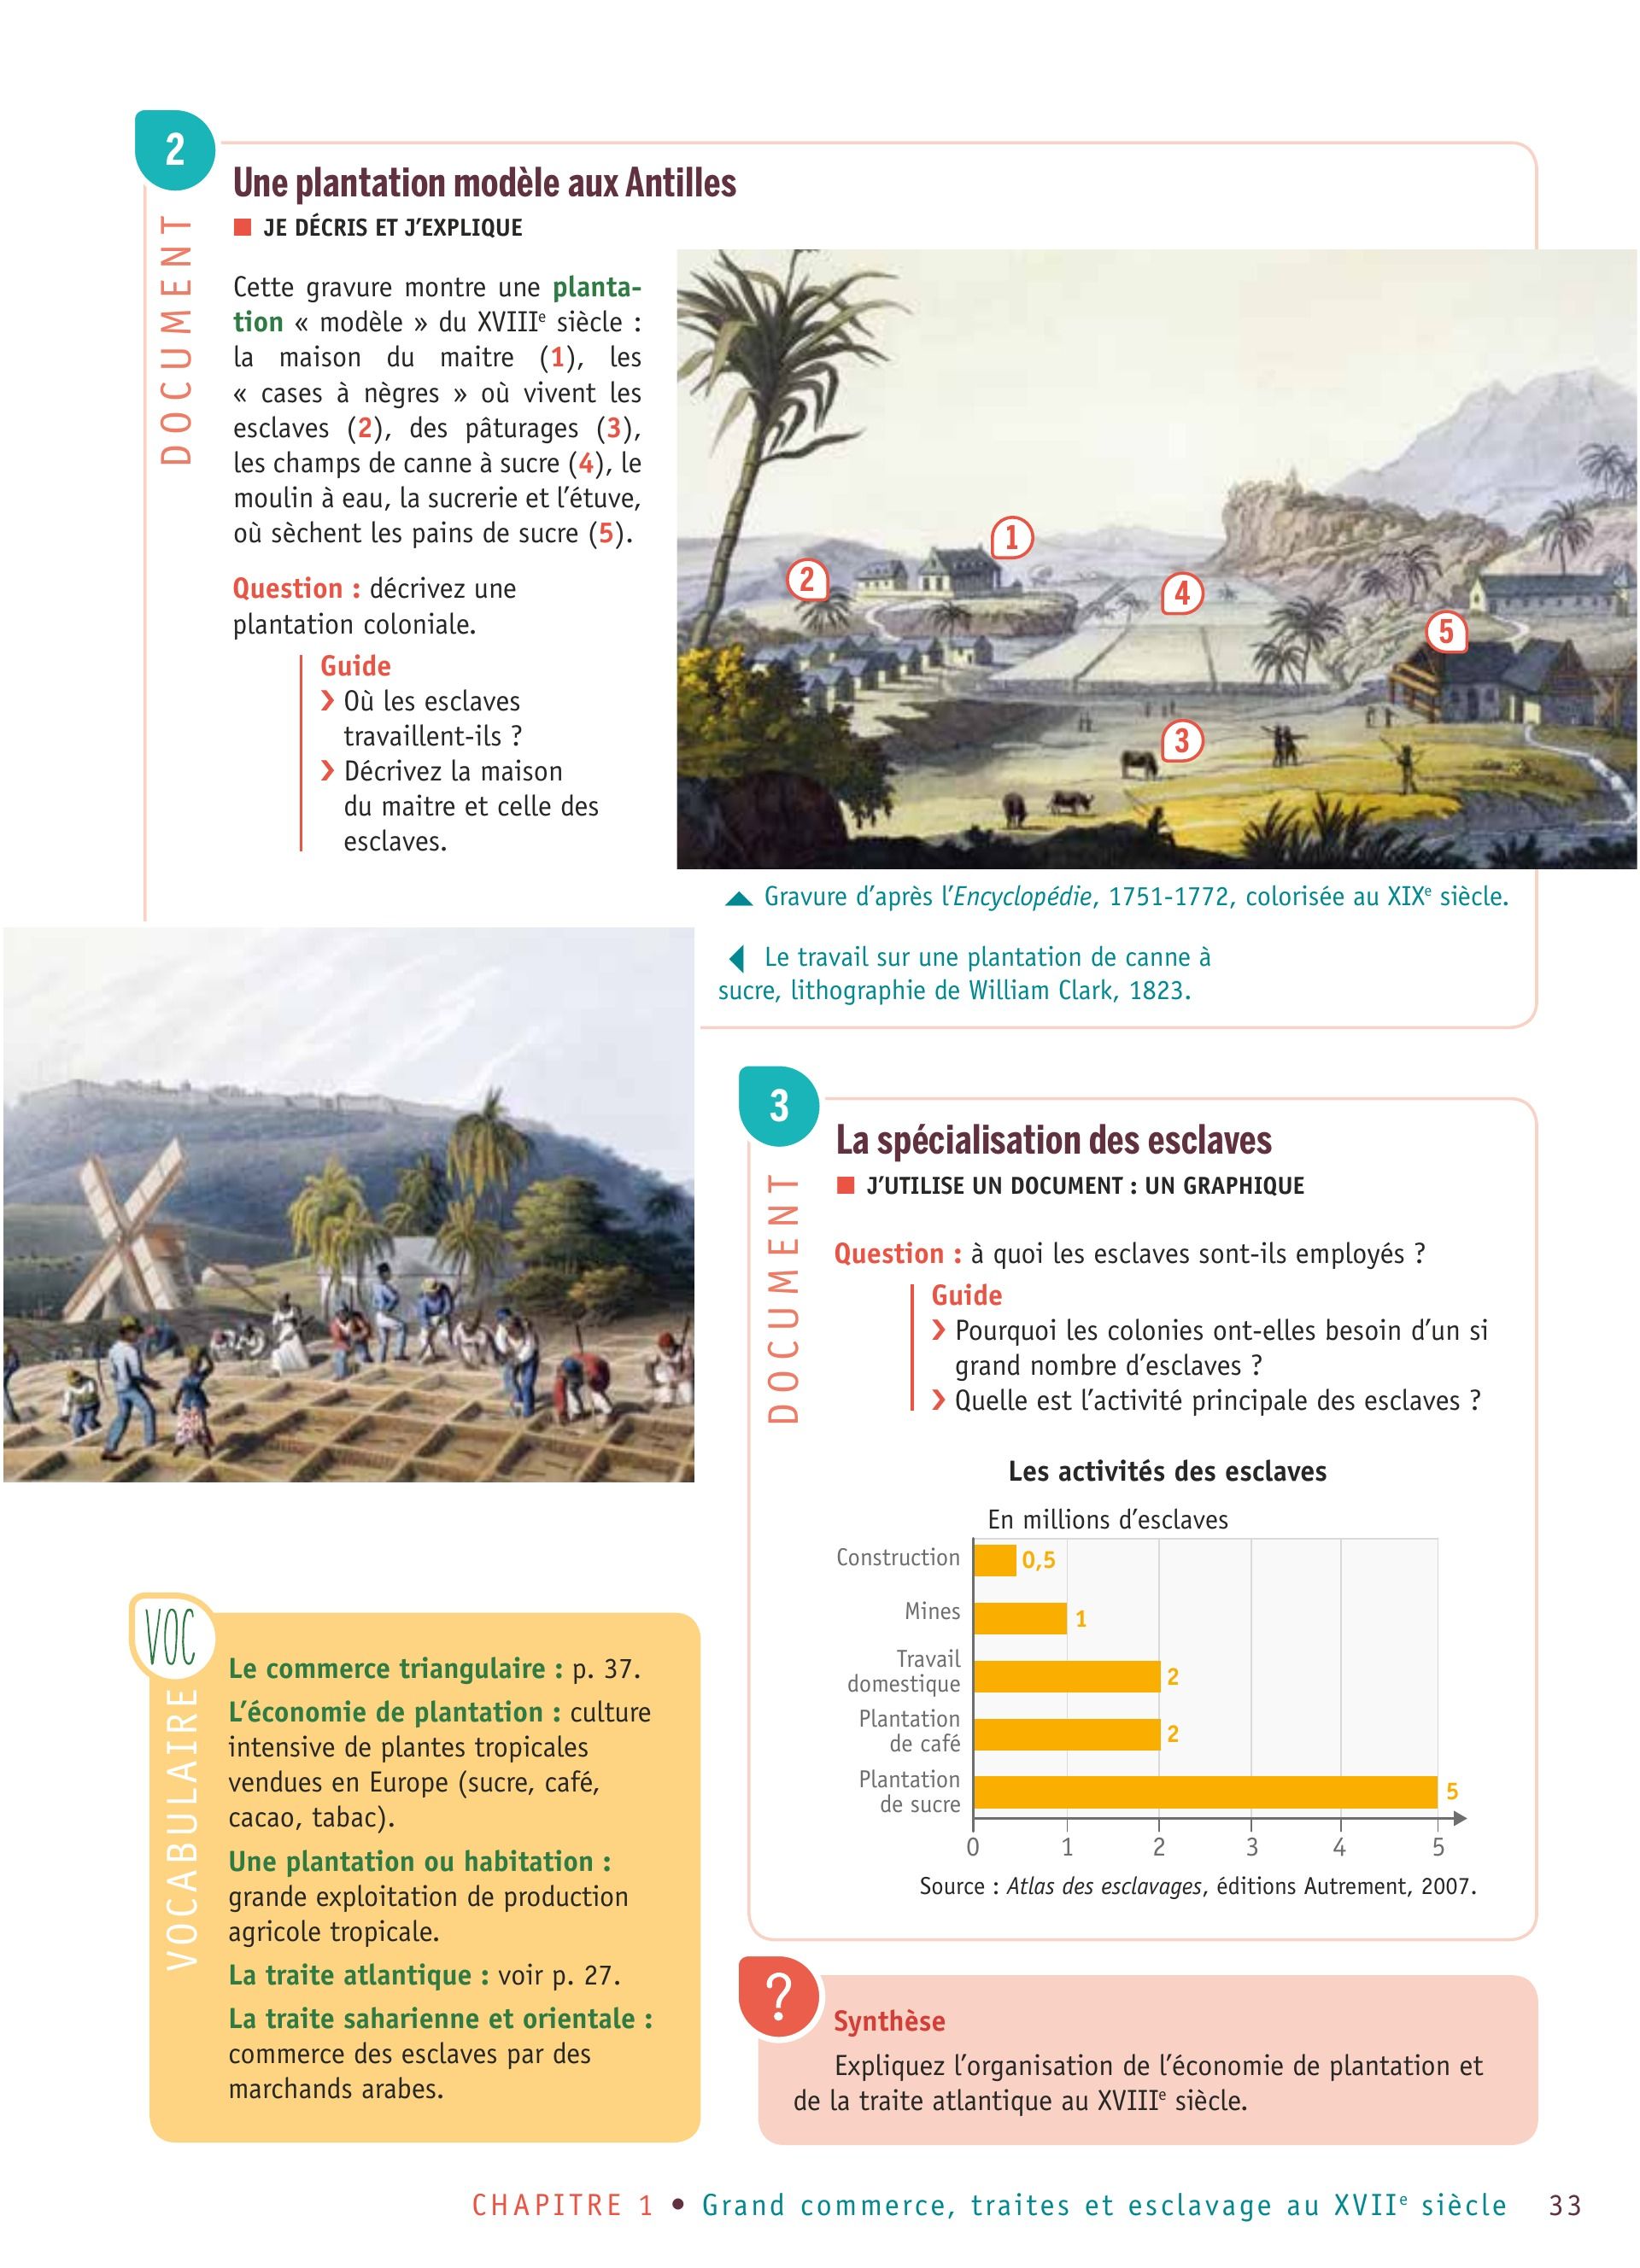 2
DOCUMENT
Une plantation modèle aux Antilles
■ JE DÉCRIS ET J'EXPLIQUE
Cette gravure montre une planta-
tion « modèle » du XVIIIe siècle :
la maison du maitre (1), les
« cases à nègres » où vivent les
esclaves (2), des pâturages (3),
les champs de canne à sucre (4), le
moulin à eau, la sucrerie et l'étuve,
où sèchent les pains de sucre (5).
Question : décrivez une
plantation coloniale.
Guide
› Où les esclaves
travaillent-ils ?
› Décrivez la maison
du maitre et celle des
esclaves.
1
2
4
5
3
Gravure d'après l'Encyclopédie, 1751-1772, colorisée au XIXe siècle.
Le travail sur une plantation de canne à
sucre, lithographie de William Clark, 1823.
3
DOCUMENT
La spécialisation des esclaves
■ J'UTILISE UN DOCUMENT : UN GRAPHIQUE
Question : à quoi les esclaves sont-ils employés ?
Guide
› Pourquoi les colonies ont-elles besoin d'un si
grand nombre d'esclaves ?
› Quelle est l'activité principale des esclaves ?
Les activités des esclaves
En millions d'esclaves
Construction 0,5
Mines 1
Travail
domestique 2
Plantation
de café 2
Plantation
de sucre 5
0 1 2 3 4 5
Source : Atlas des esclavages, éditions Autrement, 2007.
VOC
VOCABULAIRE
Le commerce triangulaire : p. 37.
L'économie de plantation : culture
intensive de plantes tropicales
vendues en Europe (sucre, café,
cacao, tabac).
Une plantation ou habitation :
grande exploitation de production
agricole tropicale.
La traite atlantique : voir p. 27.
La traite saharienne et orientale :
commerce des esclaves par des
marchands arabes.
?
Synthèse
Expliquez l'organisation de l'économie de plantation et
de la traite atlantique au XVIIIe siècle.
CHAPITRE 1 • Grand commerce, traites et esclavage au XVIIe siècle 33